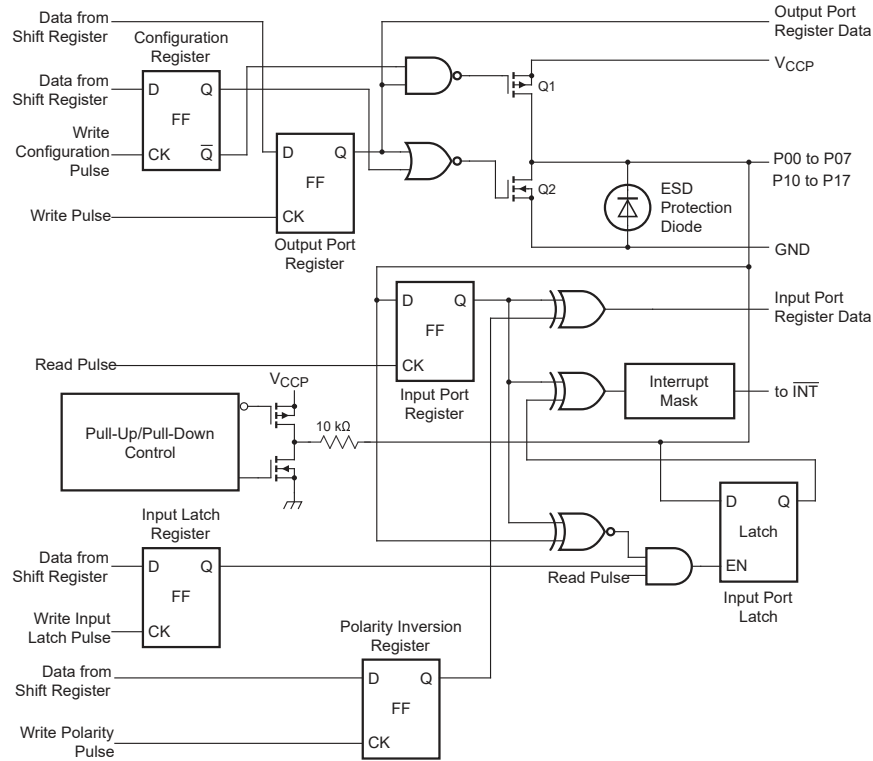 Data from
Shift Register
Configuration
Register
Output Port
Register Data
Data from
Shift Register
D
Q
FF
CK
Q
Write
Configuration
Pulse
Q1
VCCP
D
Q
FF
CK
Write Pulse
Output Port
Register
Q2
ESD
Protection
Diode
P00 to P07
P10 to P17
GND
D
Q
FF
CK
Read Pulse
Input Port
Register
Input Port
Register Data
Interrupt
Mask
to INT
VCCP
Pull-Up/Pull-Down
Control
10 kΩ
Input Latch
Register
D
Q
Latch
EN
Input Port
Latch
Data from
Shift Register
D
Q
FF
CK
Read Pulse
Write Input
Latch Pulse
Polarity Inversion
Register
Data from
Shift Register
D
Q
FF
CK
Write Polarity
Pulse